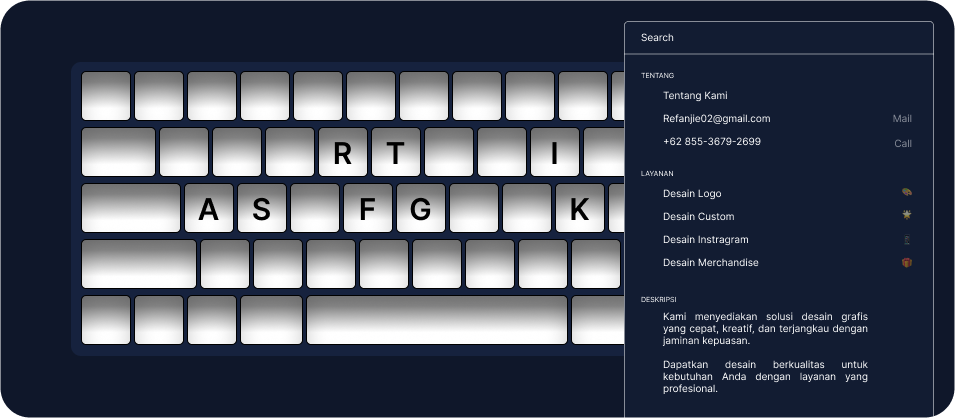 R T I
A S F G K
Search
TENTANG
Tentang Kami
Refanjie02@gmail.com Mail
+62 855-3679-2699 Call
LAYANAN
Desain Logo
Desain Custom
Desain Instragram
Desain Merchandise
DESKRIPSI
Kami menyediakan solusi desain grafis
yang cepat, kreatif, dan terjangkau dengan
jaminan kepuasan.
Dapatkan desain berkualitas untuk
kebutuhan Anda dengan layanan yang
profesional.